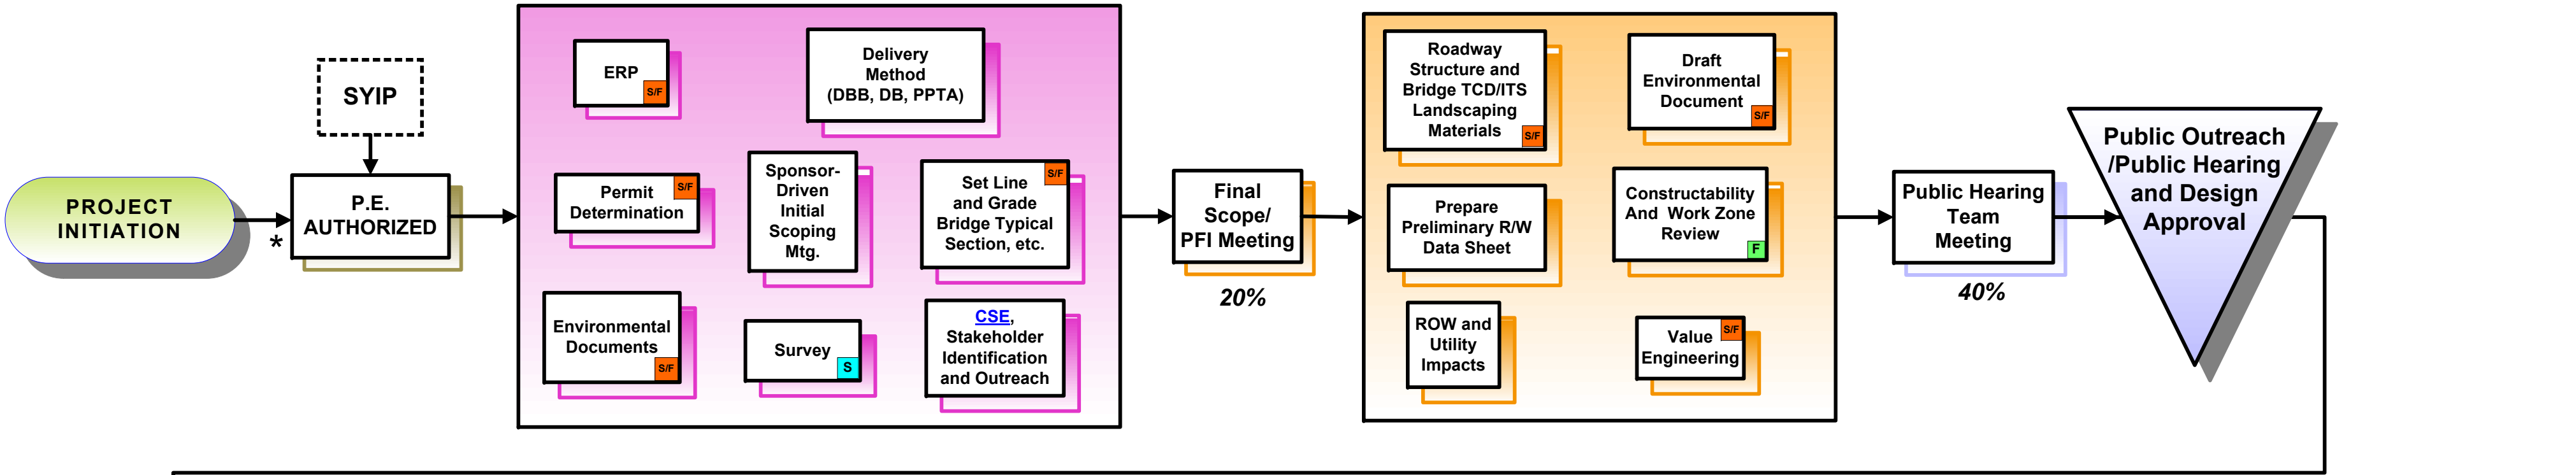 PROJECT
INITIATION
*
SYIP
P.E.
AUTHORIZED
ERP
S/F
Delivery
Method
(DBB, DB, PPTA)
Permit
Determination
S/F
Sponsor-
Driven
Initial
Scoping
Mtg.
Set Line
and Grade
Bridge Typical
Section, etc.
S/F
Environmental
Documents
S/F
Survey
S
CSE,
Stakeholder
Identification
and Outreach
Final
Scope/
PFI Meeting
20%
Roadway
Structure and
Bridge TCD/ITS
Landscaping
Materials
S/F
Draft
Environmental
Document
S/F
Prepare
Preliminary R/W
Data Sheet
Constructability
And Work Zone
Review
F
ROW and
Utility
Impacts
Value
Engineering
S/F
Public Hearing
Team
Meeting
40%
Public Outreach
/Public Hearing
and Design
Approval